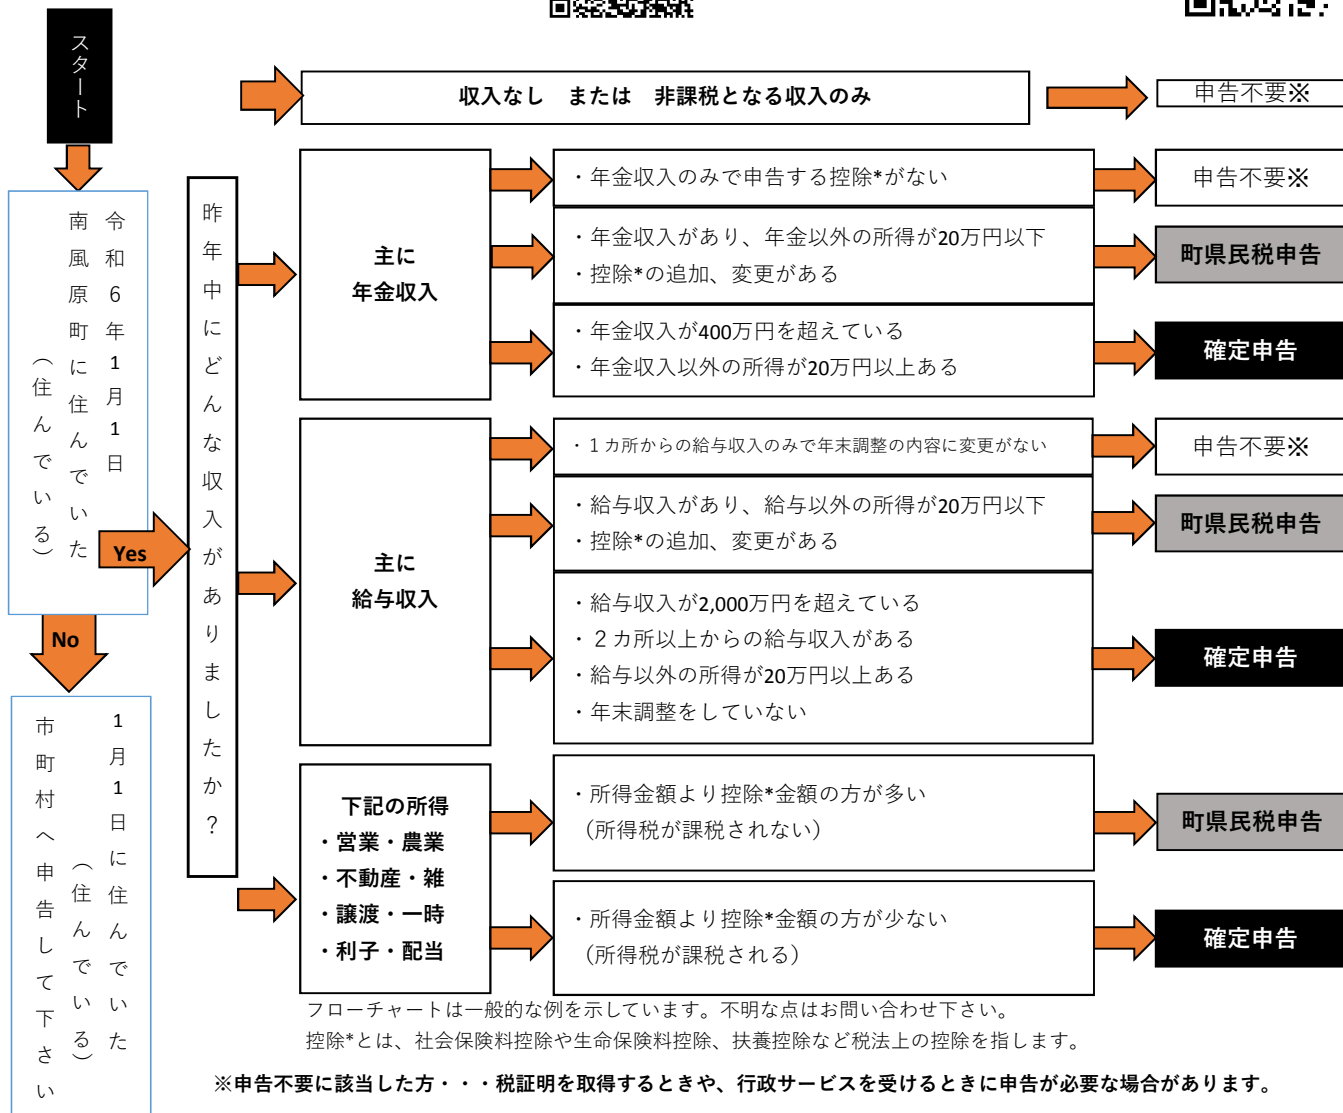 スタート
令和6年1月1日
南風原町に住んでいた
（住んでいる）
Yes
No
1月1日に住んでいた
（住んでいる）
市町村へ申告して下さい
昨年中にどんな収入がありましたか？
収入なし　または　非課税となる収入のみ
申告不要※
主に
年金収入
・年金収入のみで申告する控除*がない
申告不要※
・年金収入があり、年金以外の所得が20万円以下
・控除*の追加、変更がある
町県民税申告
・年金収入が400万円を超えている
・年金収入以外の所得が20万円以上ある
確定申告
主に
給与収入
・１カ所からの給与収入のみで年末調整の内容に変更がない
申告不要※
・給与収入があり、給与以外の所得が20万円以下
・控除*の追加、変更がある
町県民税申告
・給与収入が2,000万円を超えている
・２カ所以上からの給与収入がある
・給与以外の所得が20万円以上ある
・年末調整をしていない
確定申告
下記の所得
・営業・農業
・不動産・雑
・譲渡・一時
・利子・配当
・所得金額より控除*金額の方が多い
（所得税が課税されない）
町県民税申告
・所得金額より控除*金額の方が少ない
（所得税が課税される）
確定申告
フローチャートは一般的な例を示しています。不明な点はお問い合わせ下さい。
控除*とは、社会保険料控除や生命保険料控除、扶養控除など税法上の控除を指します。
※申告不要に該当した方・・・税証明を取得するときや、行政サービスを受けるときに申告が必要な場合があります。